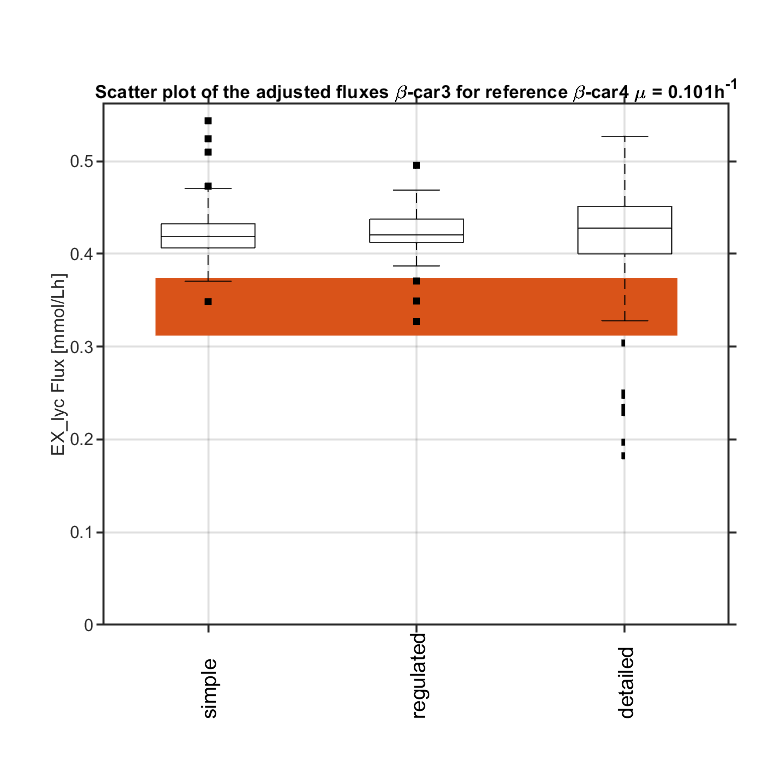 Scatter plot of the adjusted fluxes β-car3 for reference β-car4 μ = 0.101h⁻¹
EX_lyc Flux [mmol/Lh]
0.5
0.4
0.3
0.2
0.1
0
simple
regulated
detailed